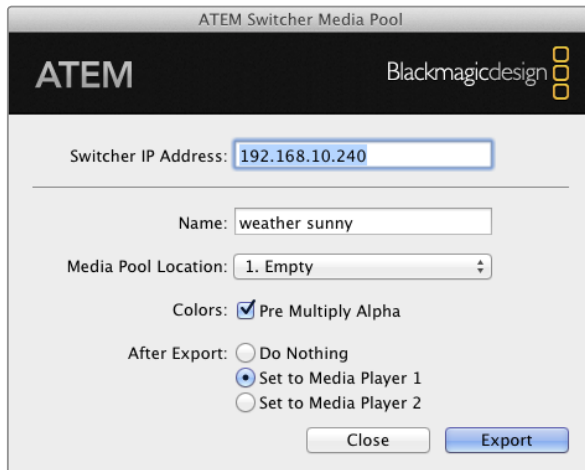 ATEM Switcher Media Pool
ATEM Blackmagicdesign
Switcher IP Address: 192.168.10.240
Name: weather sunny
Media Pool Location: 1. Empty
Colors: Pre Multiply Alpha
After Export: Do Nothing
Set to Media Player 1
Set to Media Player 2
Close Export